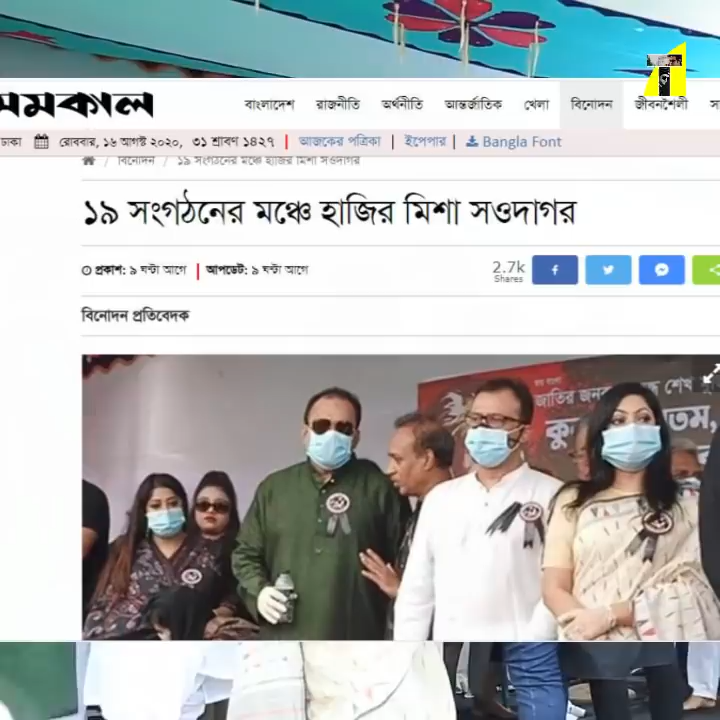 সমকাল
বাংলাদেশ রাজনীতি অর্থনীতি আন্তর্জাতিক খেলা বিনোদন জীবনশৈলী
ঢাকা রোববার, ১৬ আগস্ট ২০২০, ৩১ শ্রাবণ ১৪২৭ | আজকের পত্রিকা | ইপেপার | Bangla Font
/ বিনোদন / ১৯ সংগঠনের মঞ্চে হাজির মিশা সওদাগর
১৯ সংগঠনের মঞ্চে হাজির মিশা সওদাগর
প্রকাশ: ৯ ঘন্টা আগে | আপডেট: ৯ ঘন্টা আগে
2.7k
Shares
বিনোদন প্রতিবেদক
জাতির জনক
শেখ